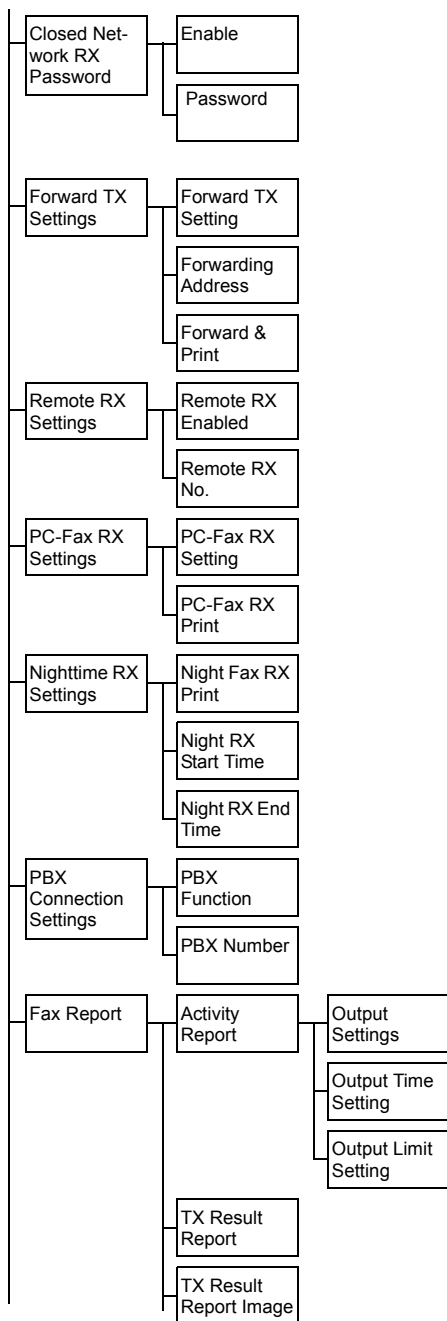 Closed Net-
work RX
Password
Enable
Password
Forward TX
Settings
Forward TX
Setting
Forwarding
Address
Forward &
Print
Remote RX
Settings
Remote RX
Enabled
Remote RX
No.
PC-Fax RX
Settings
PC-Fax RX
Setting
PC-Fax RX
Print
Nighttime RX
Settings
Night Fax RX
Print
Night RX
Start Time
Night RX End
Time
PBX
Connection
Settings
PBX
Function
PBX Number
Fax Report
Activity
Report
Output
Settings
Output Time
Setting
Output Limit
Setting
TX Result
Report
TX Result
Report Image